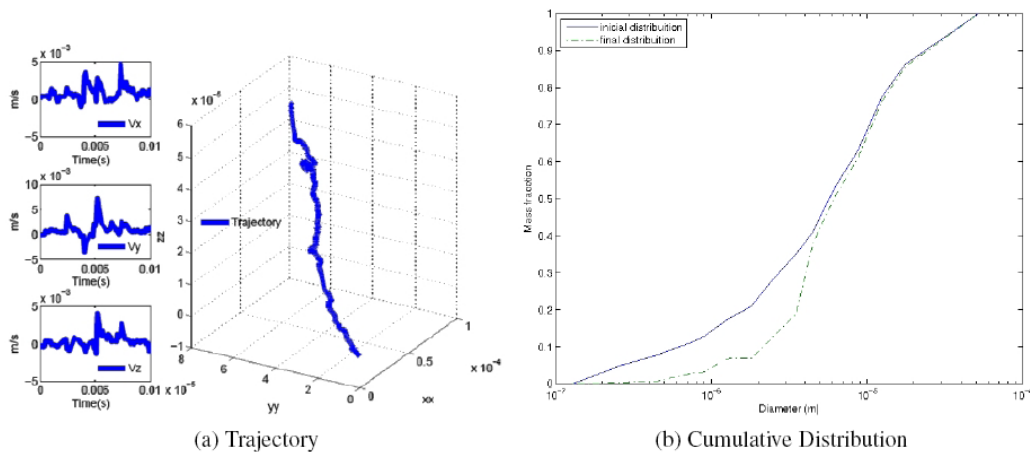 x 10⁻³
5
0
-5
m/s
Vx
0
0.005
0.01
Time(s)
x 10⁻³
10
5
0
-5
m/s
Vy
0
0.005
0.01
Time(s)
x 10⁻³
5
0
-5
m/s
Vz
0
0.005
0.01
Time(s)
x 10⁻⁵
6
5
4
3
2
1
0
-1
zz
Trajectory
8
6
4
2
0
x 10⁻⁵
yy
0
0.5
1
x 10⁻⁴
xx
(a) Trajectory
1
0.9
0.8
0.7
0.6
0.5
0.4
0.3
0.2
0.1
0
Mass fraction
inicial distribuition
final distribuition
10⁻⁷
10⁻⁶
10⁻⁵
10⁻⁴
Diameter (m)
(b) Cumulative Distribution